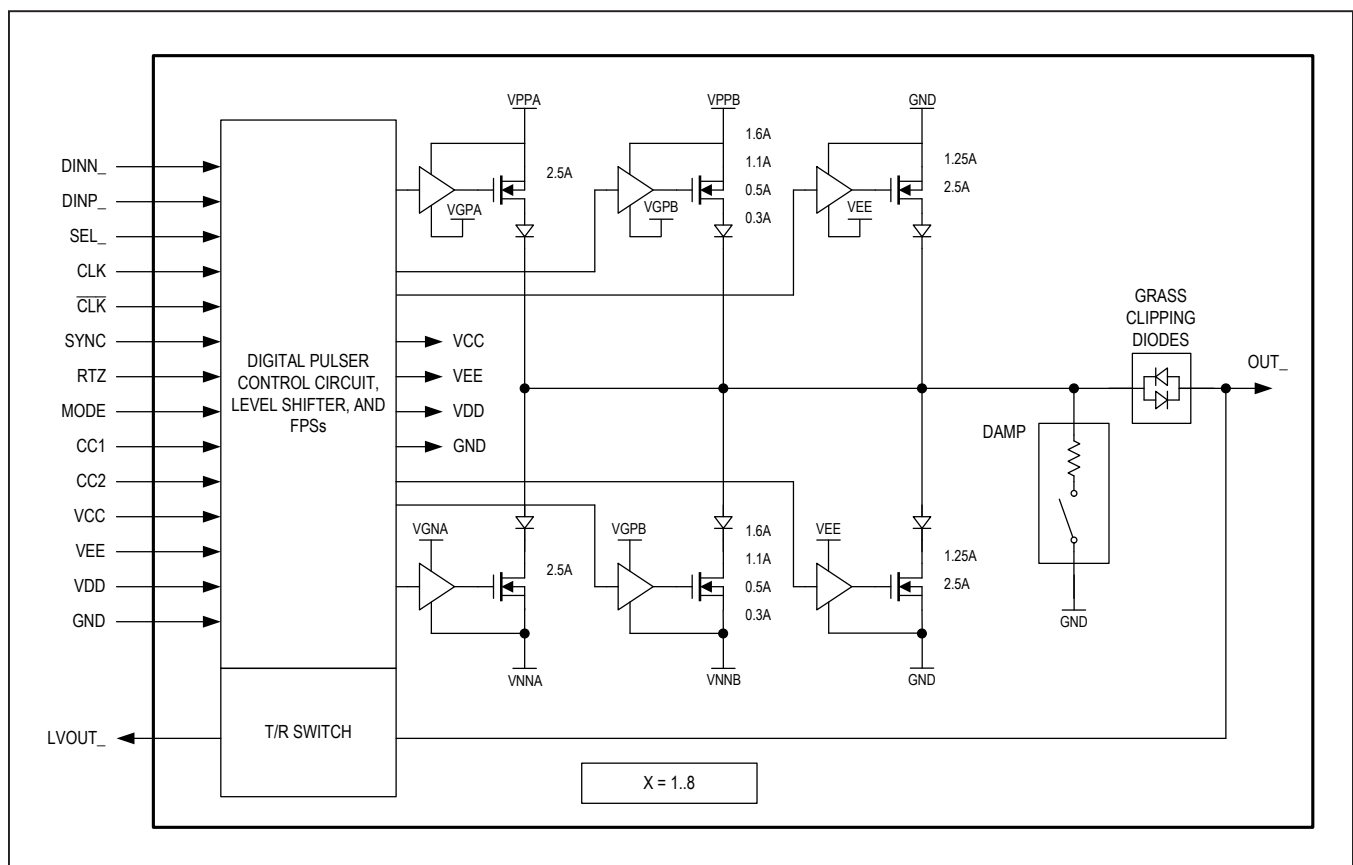 VPPA
VPPB
GND
DINN_
DINP_
SEL_
CLK
CLK
SYNC
RTZ
MODE
CC1
CC2
VCC
VEE
VDD
GND
LVOUT_
DIGITAL PULSER
CONTROL CIRCUIT,
LEVEL SHIFTER, AND
FPSs
T/R SWITCH
VCC
VEE
VDD
GND
2.5A
VGPA
1.6A
1.1A
0.5A
0.3A
VGPB
1.25A
2.5A
VEE
GRASS
CLIPPING
DIODES
OUT_
DAMP
GND
VGNA
2.5A
VNNA
VGPB
1.6A
1.1A
0.5A
0.3A
VNNB
VEE
1.25A
2.5A
GND
X = 1..8